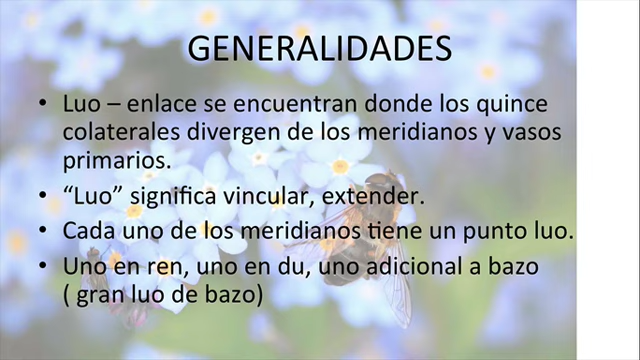 GENERALIDADES
• Luo – enlace se encuentran donde los quince
colaterales divergen de los meridianos y vasos
primarios.
• “Luo” significa vincular, extender.
• Cada uno de los meridianos tiene un punto luo.
• Uno en ren, uno en du, uno adicional a bazo
( gran luo de bazo)